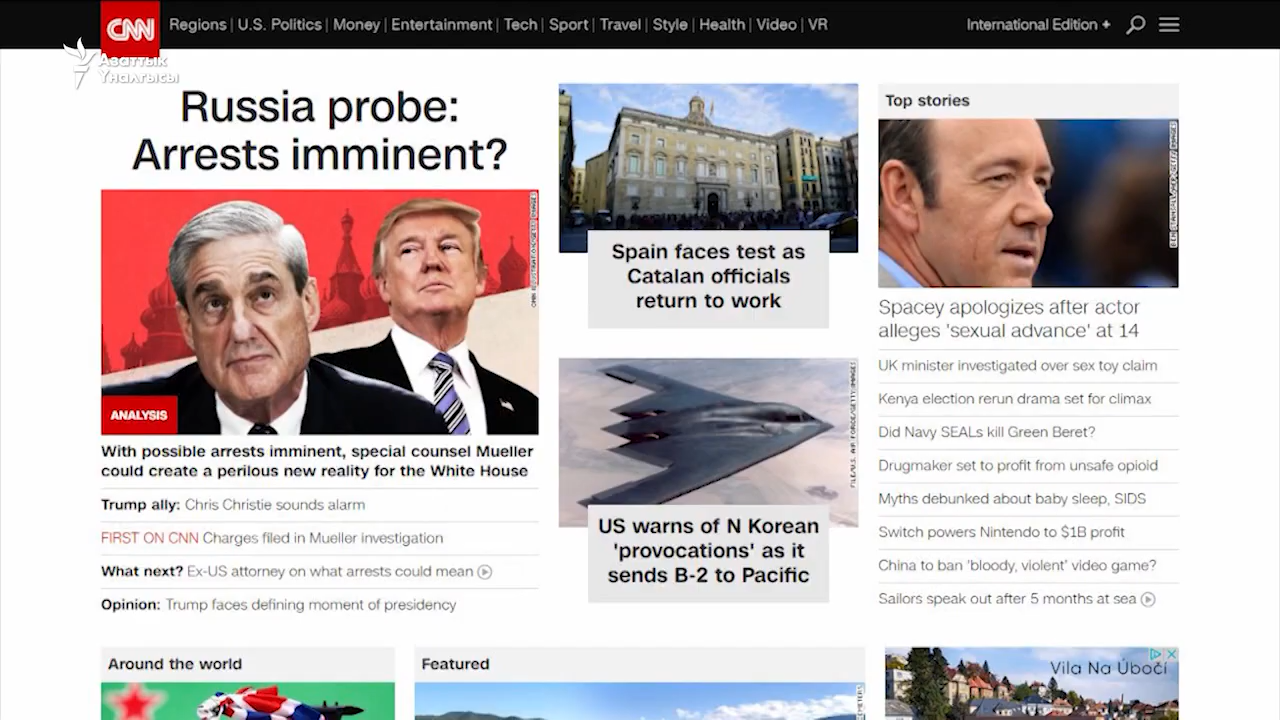 CNN
Regions | U.S. Politics | Money | Entertainment | Tech | Sport | Travel | Style | Health | Video | VR
International Edition +
Азаттык
Үналгысы
Russia probe:
Arrests imminent?
ANALYSIS
With possible arrests imminent, special counsel Mueller
could create a perilous new reality for the White House
Trump ally: Chris Christie sounds alarm
FIRST ON CNN Charges filed in Mueller investigation
What next? Ex-US attorney on what arrests could mean
Opinion: Trump faces defining moment of presidency
Spain faces test as
Catalan officials
return to work
FILE/U.S. AIR FORCE/GETTY IMAGES
US warns of N Korean
'provocations' as it
sends B-2 to Pacific
Top stories
Spacey apologizes after actor
alleges 'sexual advance' at 14
UK minister investigated over sex toy claim
Kenya election rerun drama set for climax
Did Navy SEALs kill Green Beret?
Drugmaker set to profit from unsafe opioid
Myths debunked about baby sleep, SIDS
Switch powers Nintendo to $1B profit
China to ban 'bloody, violent' video game?
Sailors speak out after 5 months at sea
Around the world
Featured
Vila Na Úbočí